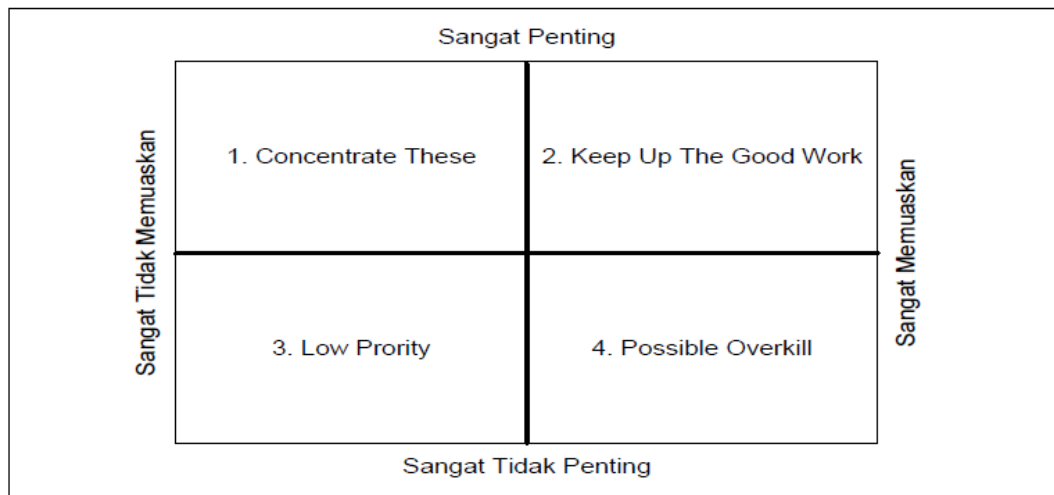 Sangat Penting
Sangat Tidak Memuaskan
1. Concentrate These
2. Keep Up The Good Work
Sangat Memuaskan
3. Low Prority
4. Possible Overkill
Sangat Tidak Penting